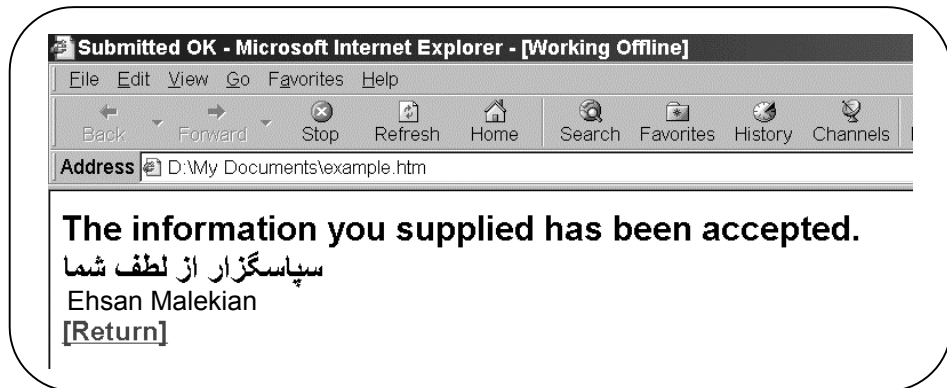 Submitted OK - Microsoft Internet Explorer - [Working Offline]
File Edit View Go Favorites Help
Back Forward Stop Refresh Home Search Favorites History Channels
Address D:\My Documents\example.htm
The information you supplied has been accepted.
سپاسگزار از لطف شما
Ehsan Malekian
[Return]